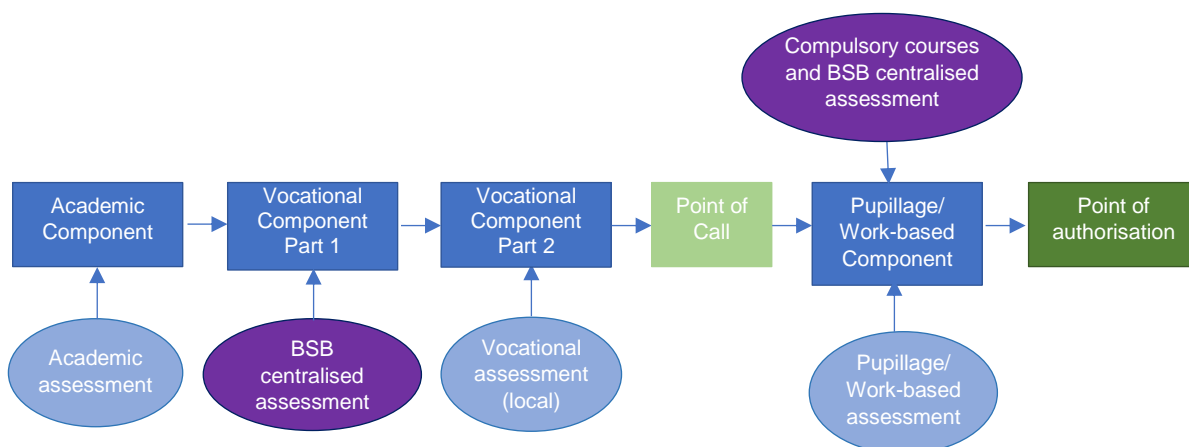 Compulsory courses
and BSB centralised
assessment
Academic
Component
Vocational
Component
Part 1
Vocational
Component
Part 2
Point of
Call
Pupillage/
Work-based
Component
Point of
authorisation
Academic
assessment
BSB
centralised
assessment
Vocational
assessment
(local)
Pupillage/
Work-based
assessment